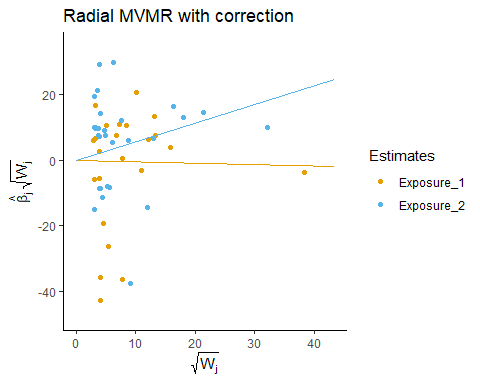 Radial MVMR with correction
20
0
-20
-40
β̂ⱼ√Wⱼ
0
10
20
30
40
√Wⱼ
Estimates
Exposure_1
Exposure_2